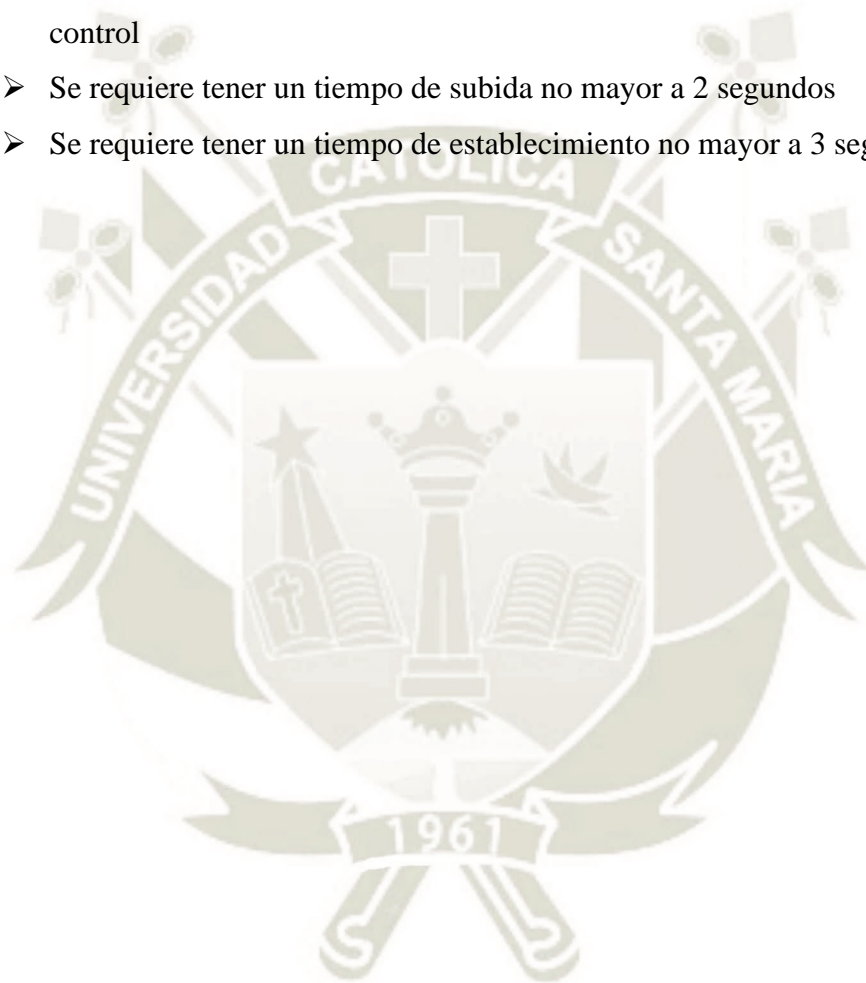 control
➢ Se requiere tener un tiempo de subida no mayor a 2 segundos
➢ Se requiere tener un tiempo de establecimiento no mayor a 3
CATOLICA
UNIVERSIDAD
SANTA MARIA
1961